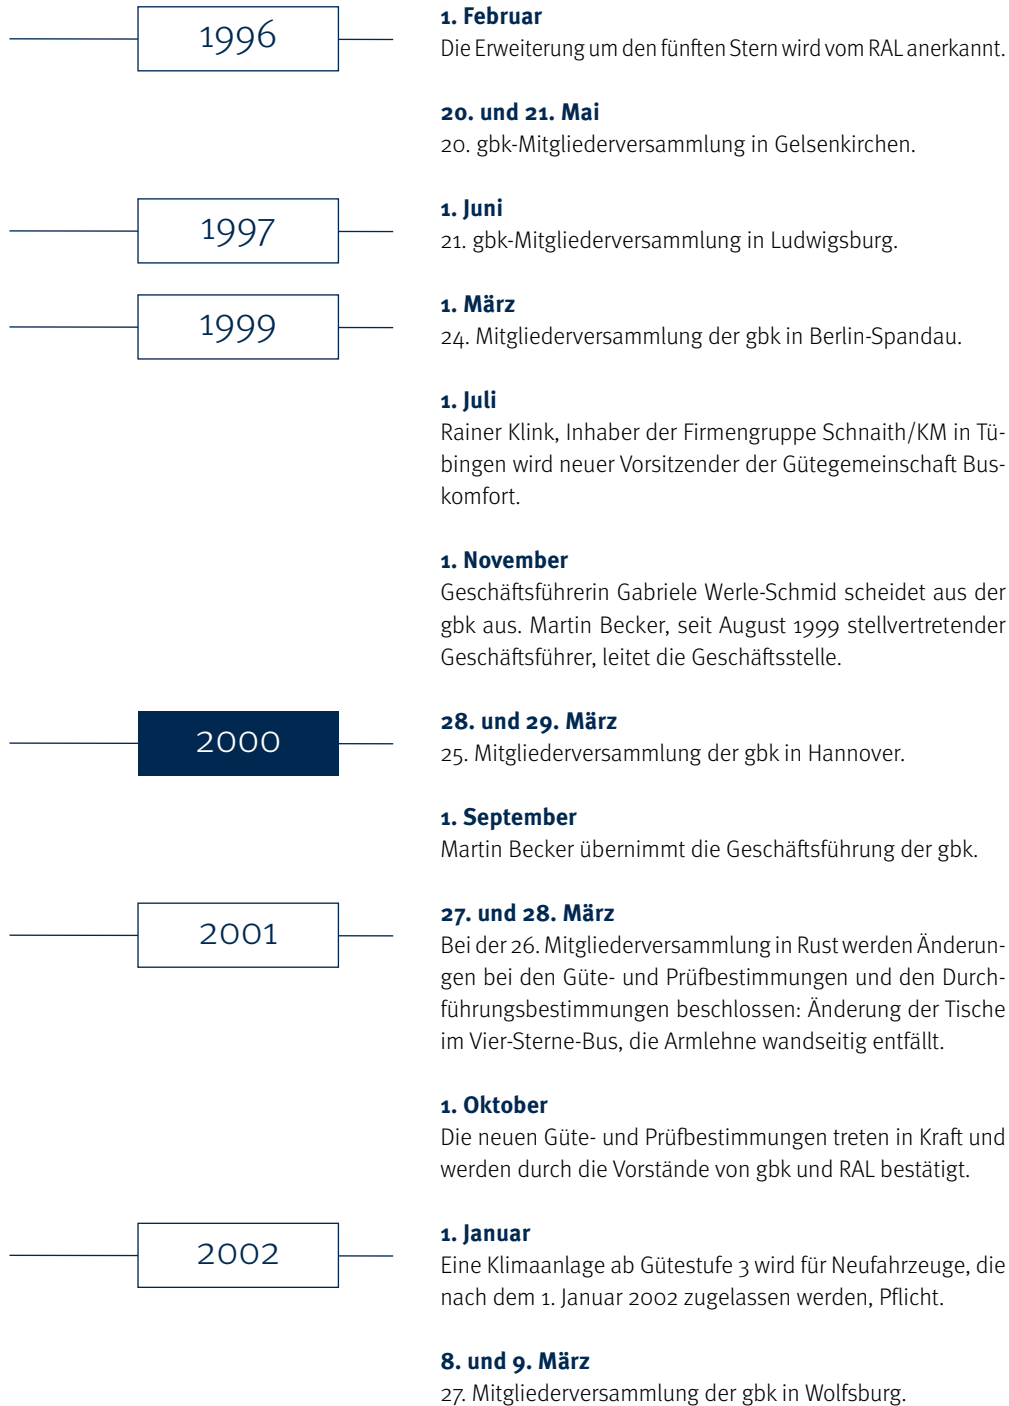 1996
1. Februar
Die Erweiterung um den fünften Stern wird vom RAL anerkannt.
20. und 21. Mai
20. gbk-Mitgliederversammlung in Gelsenkirchen.
1997
1. Juni
21. gbk-Mitgliederversammlung in Ludwigsburg.
1999
1. März
24. Mitgliederversammlung der gbk in Berlin-Spandau.
1. Juli
Rainer Klink, Inhaber der Firmengruppe Schnaith/KM in Tü-
bingen wird neuer Vorsitzender der Gütegemeinschaft Bus-
komfort.
1. November
Geschäftsführerin Gabriele Werle-Schmid scheidet aus der
gbk aus. Martin Becker, seit August 1999 stellvertretender
Geschäftsführer, leitet die Geschäftsstelle.
2000
28. und 29. März
25. Mitgliederversammlung der gbk in Hannover.
1. September
Martin Becker übernimmt die Geschäftsführung der gbk.
2001
27. und 28. März
Bei der 26. Mitgliederversammlung in Rust werden Änderun-
gen bei den Güte- und Prüfbestimmungen und den Durch-
führungsbestimmungen beschlossen: Änderung der Tische
im Vier-Sterne-Bus, die Armlehne wandseitig entfällt.
1. Oktober
Die neuen Güte- und Prüfbestimmungen treten in Kraft und
werden durch die Vorstände von gbk und RAL bestätigt.
2002
1. Januar
Eine Klimaanlage ab Gütestufe 3 wird für Neufahrzeuge, die
nach dem 1. Januar 2002 zugelassen werden, Pflicht.
8. und 9. März
27. Mitgliederversammlung der gbk in Wolfsburg.